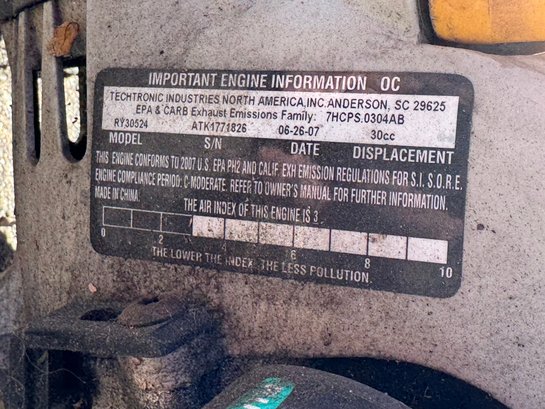 IMPORTANT ENGINE INFORMATION OC
TECHTRONIC INDUSTRIES NORTH AMERICA,INC.ANDERSON, SC 29625
EPA & CARB Exhaust Emissions Family: 7HCPS.0304AB
RY30524 ATK1771826 06-26-07 30cc
MODEL S/N DATE DISPLACEMENT
THIS ENGINE CONFORMS TO 2007 U.S. EPA PH2 AND CALIF. EXH EMISSION REGULATIONS FOR S.I. S.O.R.E.
ENGINE COMPLIANCE PERIOD: C-MODERATE. REFER TO OWNER'S MANUAL FOR FURTHER INFORMATION.
MADE IN CHINA.
THE AIR INDEX OF THIS ENGINE IS 3.
0 2 4 6 8 10
THE LOWER THE INDEX, THE LESS POLLUTION.